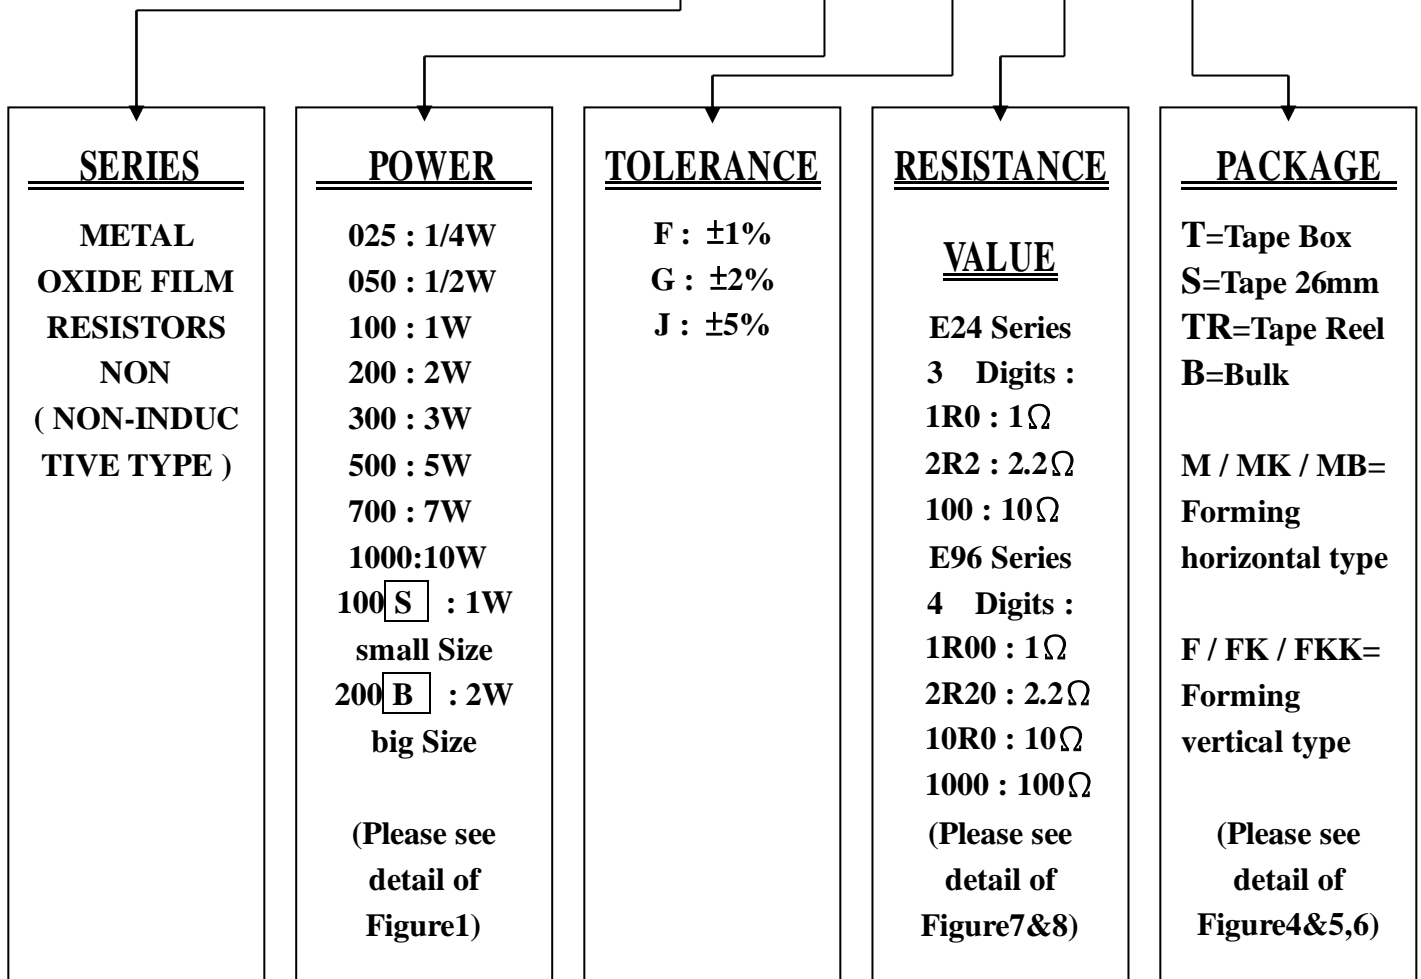 SERIES
METAL
OXIDE FILM
RESISTORS
NON
( NON-INDUC
TIVE TYPE )
POWER
025 : 1/4W
050 : 1/2W
100 : 1W
200 : 2W
300 : 3W
500 : 5W
700 : 7W
1000:10W
100 S : 1W
small Size
200 B : 2W
big Size
(Please see
detail of
Figure1)
TOLERANCE
F : ±1%
G : ±2%
J : ±5%
RESISTANCE
VALUE
E24 Series
3 Digits :
1R0 : 1Ω
2R2 : 2.2Ω
100 : 10Ω
E96 Series
4 Digits :
1R00 : 1Ω
2R20 : 2.2Ω
10R0 : 10Ω
1000 : 100Ω
(Please see
detail of
Figure7&8)
PACKAGE
T=Tape Box
S=Tape 26mm
TR=Tape Reel
B=Bulk
M / MK / MB=
Forming
horizontal type
F / FK / FKK=
Forming
vertical type
(Please see
detail of
Figure4&5,6)